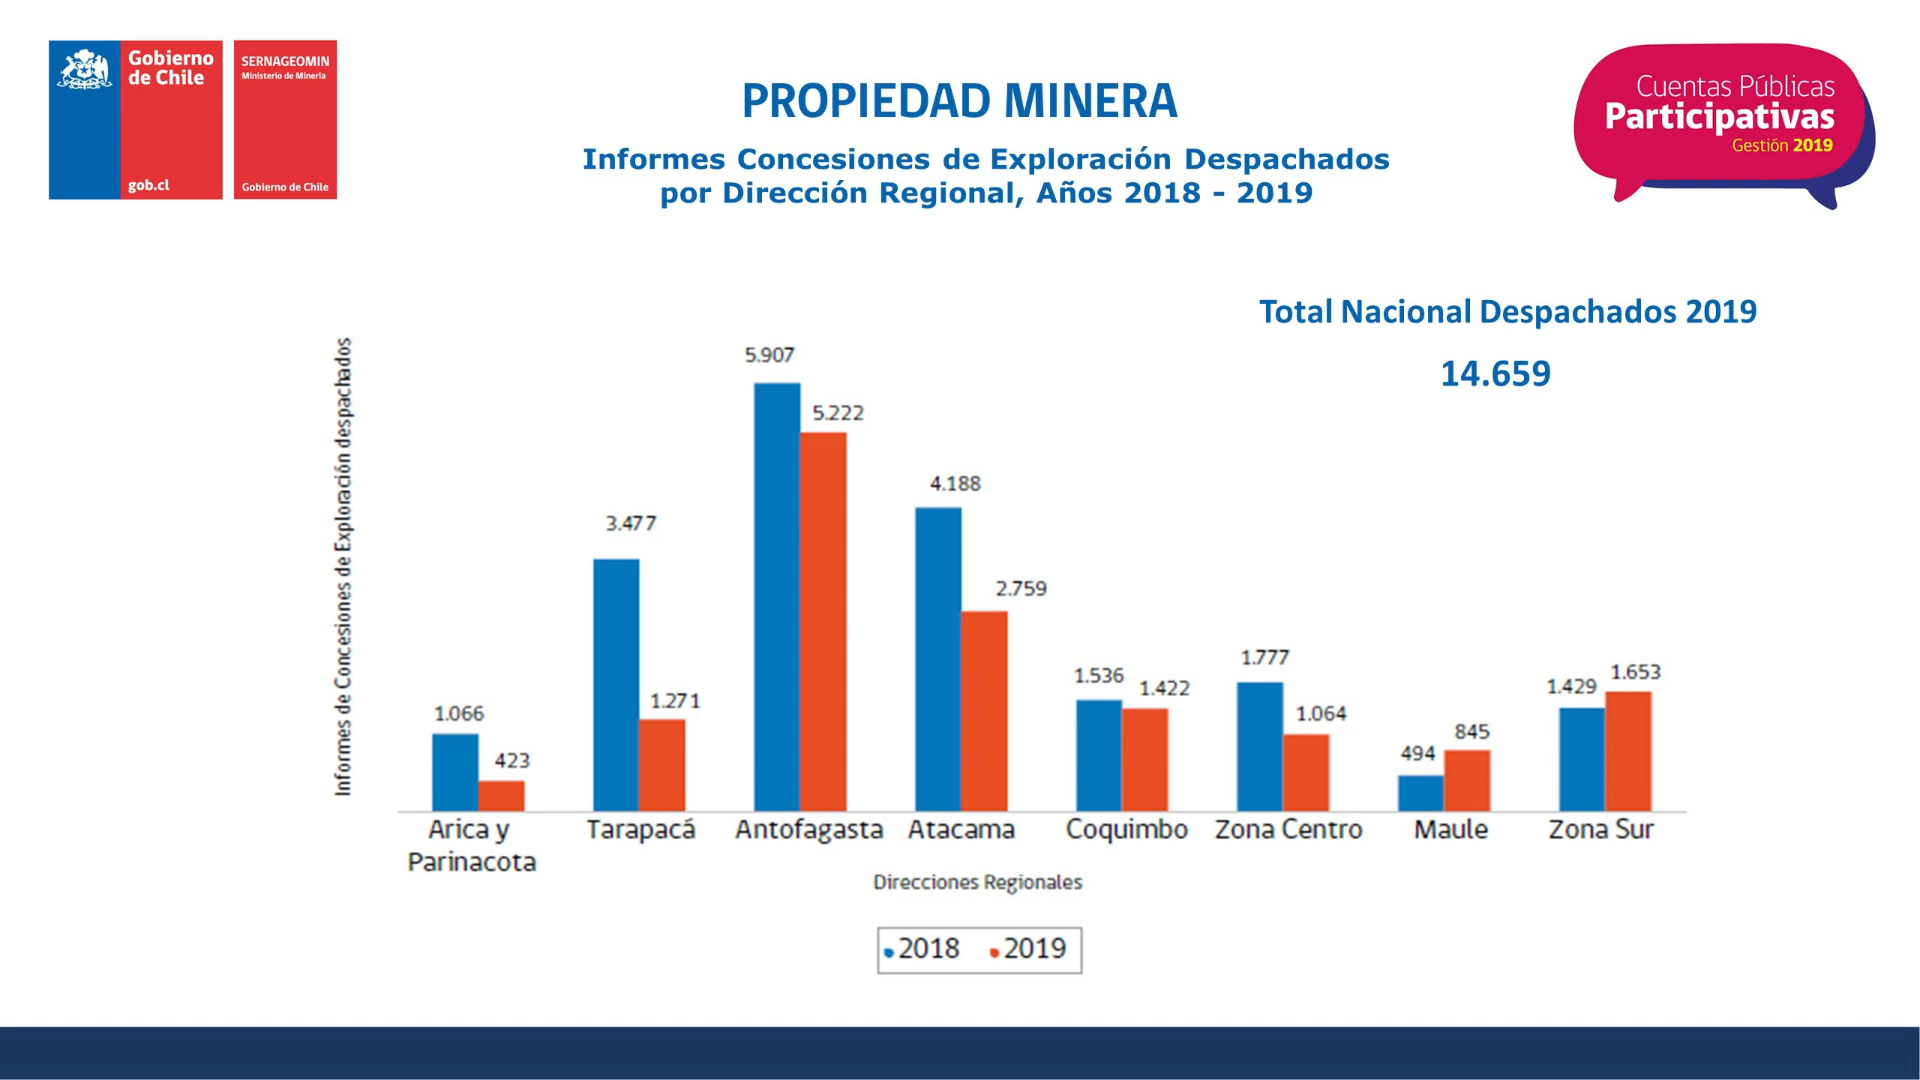 Gobierno
de Chile
gob.cl
SERNAGEOMIN
Ministerio de Minería
Gobierno de Chile
PROPIEDAD MINERA
Informes Concesiones de Exploración Despachados
por Dirección Regional, Años 2018 - 2019
Cuentas Públicas
Participativas
Gestión 2019
Total Nacional Despachados 2019
14.659
Informes de Concesiones de Exploración despachados
1.066
423
3.477
1.271
5.907
5.222
4.188
2.759
1.536
1.422
1.777
1.064
494
845
1.429
1.653
Arica y
Parinacota
Tarapacá
Antofagasta
Atacama
Coquimbo
Zona Centro
Maule
Zona Sur
Direcciones Regionales
2018
2019